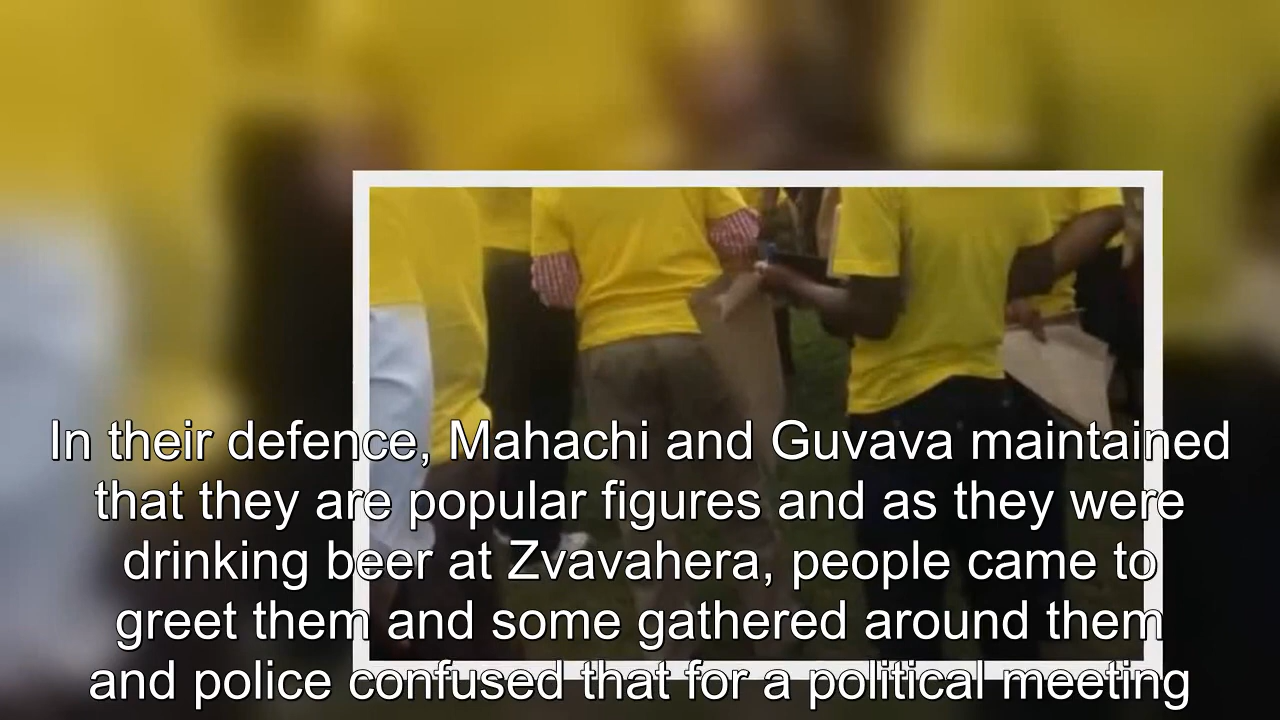 In their defence, Mahachi and Guvava maintained
that they are popular figures and as they were
drinking beer at Zvavahera, people came to
greet them and some gathered around them
and police confused that for a political meeting